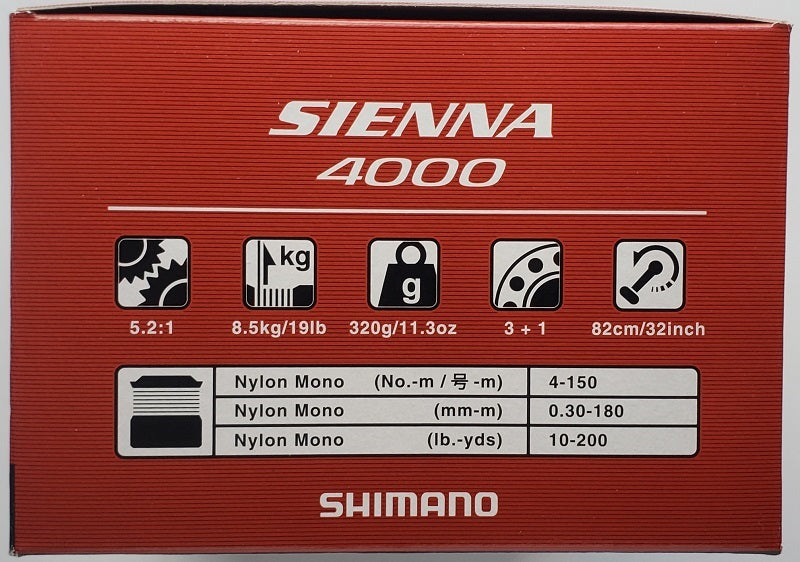 SIENNA
4000
kg
g
5.2:1 8.5kg/19lb 320g/11.3oz 3 + 1 82cm/32inch
Nylon Mono (No.-m / 号 -m) 4-150
Nylon Mono (mm-m) 0.30-180
Nylon Mono (lb.-yds) 10-200
SHIMANO